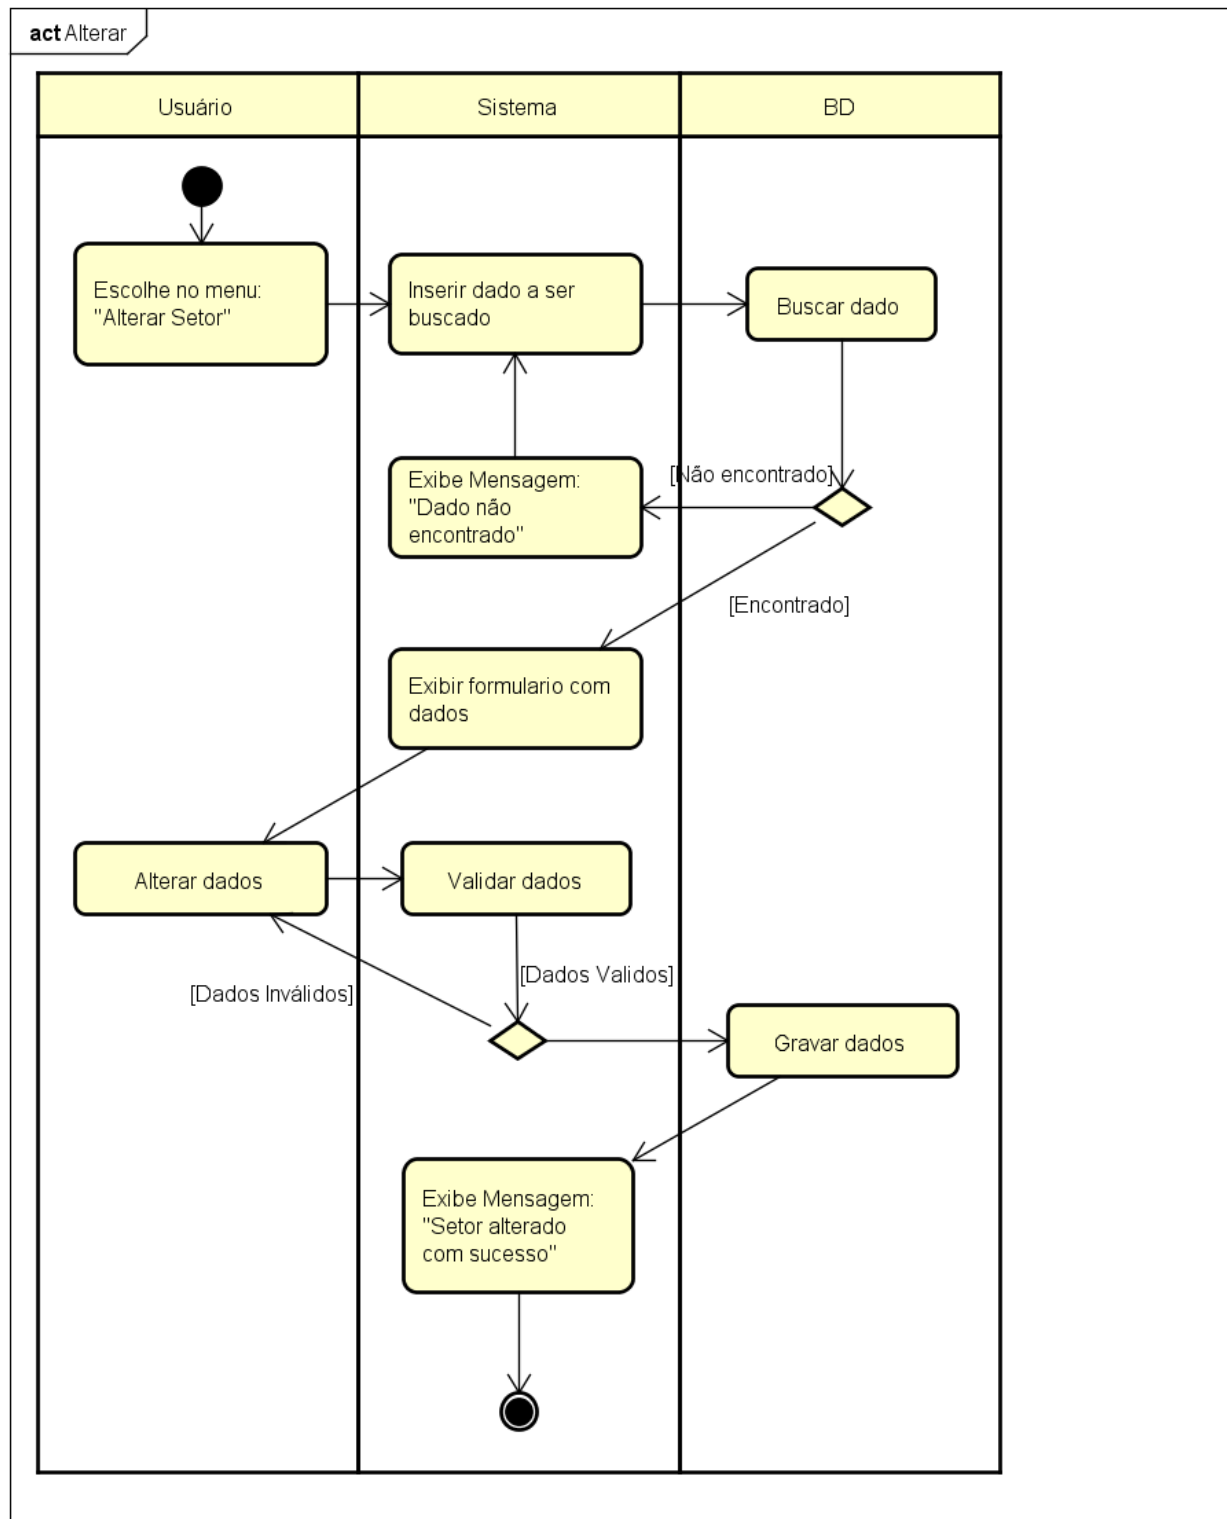 act Alterar
Usuário
Sistema
BD
Escolhe no menu:
"Alterar Setor"
Inserir dado a ser
buscado
Buscar dado
Exibe Mensagem:
"Dado não
encontrado"
[Não encontrado]
[Encontrado]
Exibir formulario com
dados
Alterar dados
Validar dados
[Dados Validos]
[Dados Inválidos]
Gravar dados
Exibe Mensagem:
"Setor alterado
com sucesso"